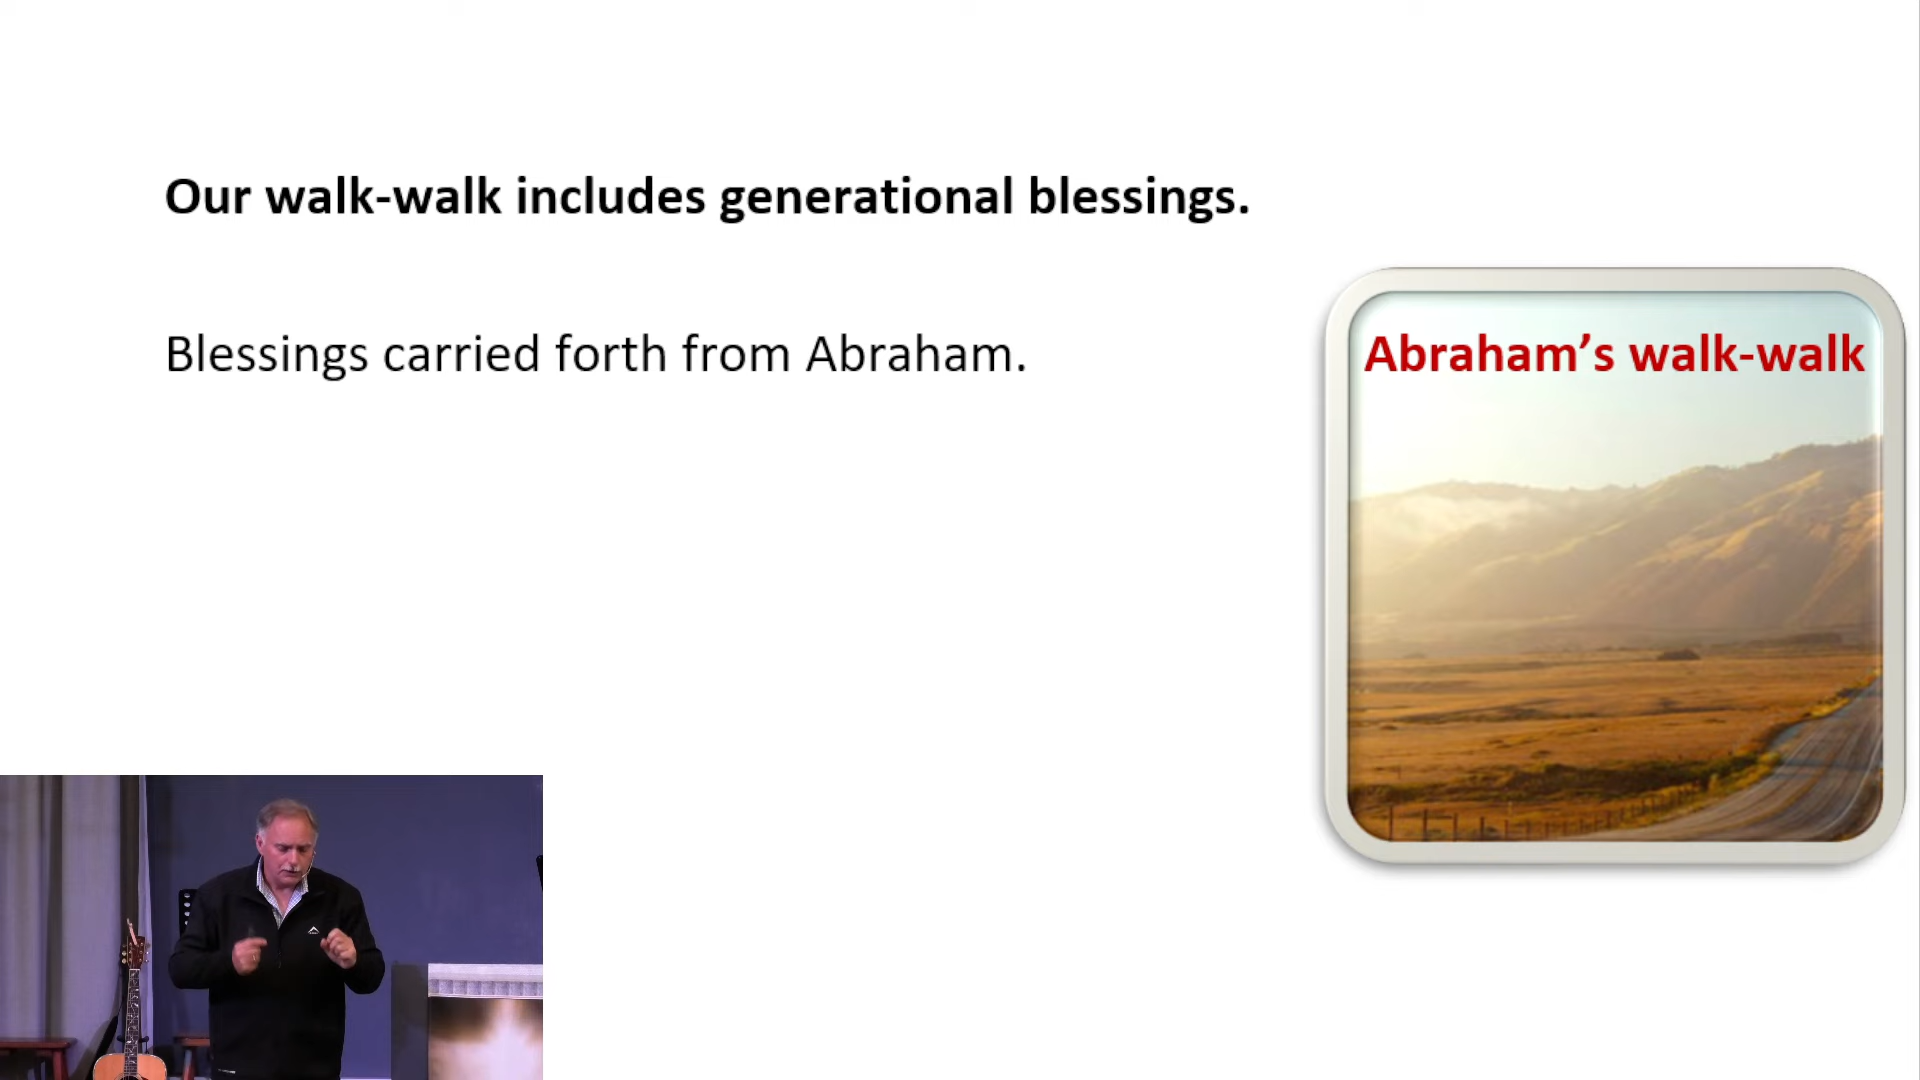 Our walk-walk includes generational blessings.
Blessings carried forth from Abraham.
Abraham’s walk-walk